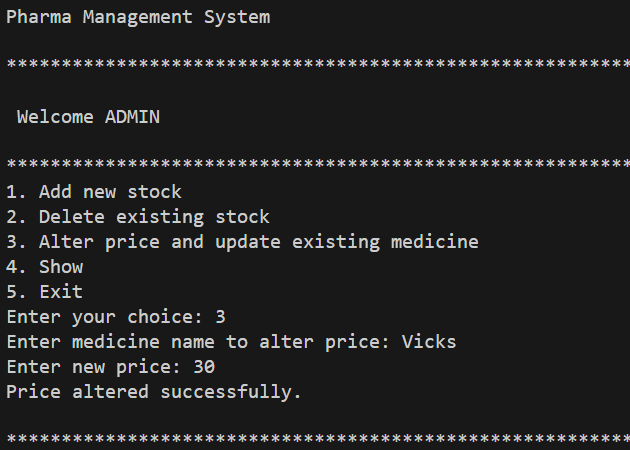 Pharma Management System
*********************************************************
Welcome ADMIN
*********************************************************
1. Add new stock
2. Delete existing stock
3. Alter price and update existing medicine
4. Show
5. Exit
Enter your choice: 3
Enter medicine name to alter price: Vicks
Enter new price: 30
Price altered successfully.
*********************************************************